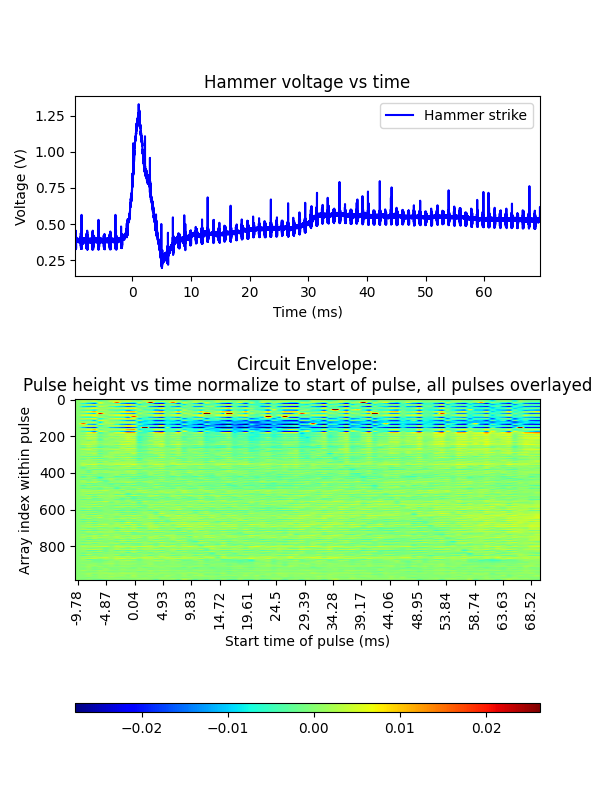 Hammer voltage vs time
Hammer strike
Voltage (V)
1.25
1.00
0.75
0.50
0.25
0 10 20 30 40 50 60
Time (ms)
Circuit Envelope:
Pulse height vs time normalize to start of pulse, all pulses overlayed
Array index within pulse
0
200
400
600
800
-9.78 -4.87 0.04 4.93 9.83 14.72 19.61 24.5 29.39 34.28 39.17 44.06 48.95 53.84 58.74 63.63 68.52
Start time of pulse (ms)
−0.02 −0.01 0.00 0.01 0.02